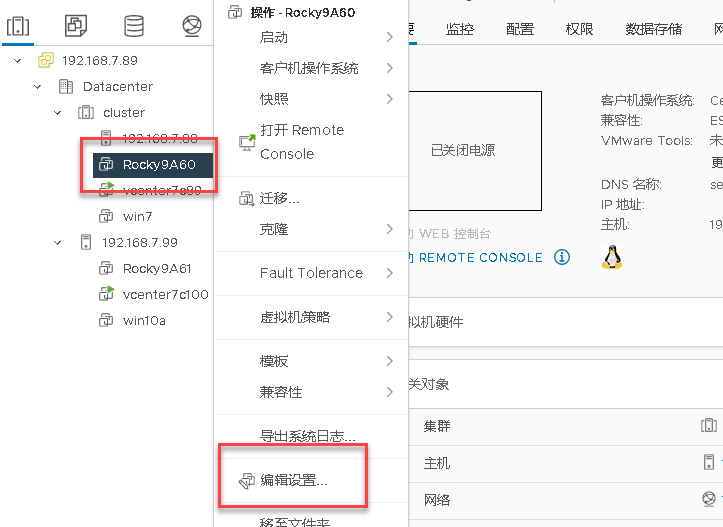 192.168.7.89
Datacenter
cluster
192.168.7.88
Rocky9A60
vcenter7c89
win7
192.168.7.99
Rocky9A61
vcenter7c100
win10a
操作 - Rocky9A60
启动
客户机操作系统
快照
打开 Remote
Console
迁移...
克隆
Fault Tolerance
虚拟机策略
模板
兼容性
导出系统日志...
编辑设置...
移至文件夹
要 监控 配置 权限 数据存储 网
已关闭电源
客户机操作系统: Ce
兼容性: ES
VMware Tools: 未
更
DNS 名称: se
IP 地址:
主机: 19
动 WEB 控制台
动 REMOTE CONSOLE
拟机硬件
关对象
集群
主机
网络